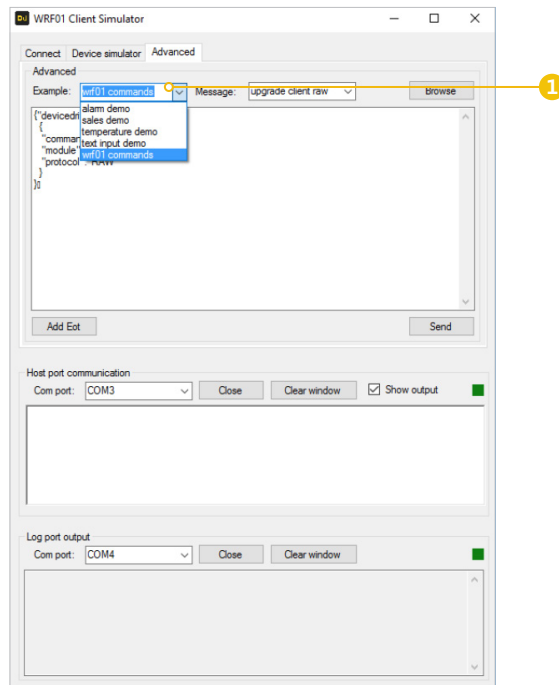 WRF01 Client Simulator
Connect Device simulator Advanced
Advanced
Example: wrf01 commands Message: upgrade client raw Browse
1
alarm demo
sales demo
temperature demo
text input demo
wrf01 commands
{"devicedri
{
"comman
"module"
"protocol" : "RAW"
}
}
Add Eot Send
Host port communication
Com port: COM3 Close Clear window Show output
Log port output
Com port: COM4 Close Clear window